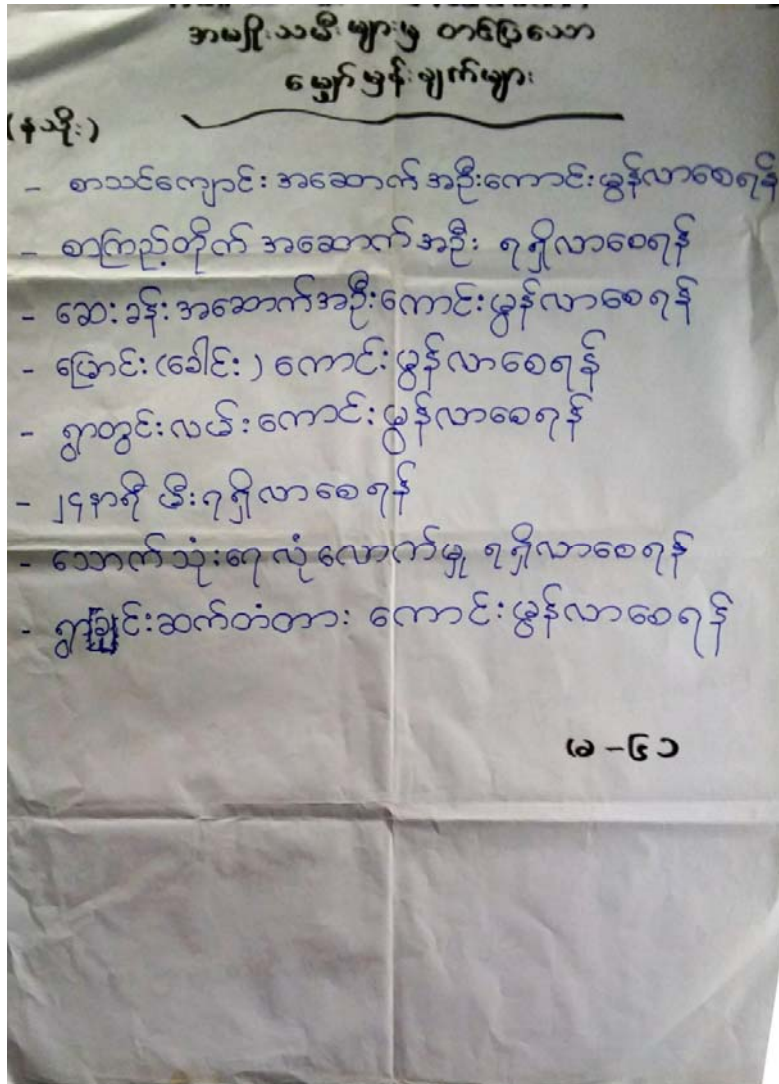 အမျိုးသမီးများမှ တင်ပြသော
မျှော်မှန်းချက်များ
(နသိုး)
- စာသင်ကျောင်းအဆောက်အဦးကောင်းမွန်လာစေရန်
- စာကြည့်တိုက်အဆောက်အဦး ရရှိလာစေရန်
- ဆေးခန်းအဆောက်အဦးကောင်းမွန်လာစေရန်
- မြောင်း(ချောင်း) ကောင်းမွန်လာစေရန်
- ရွာတွင်းလမ်းကောင်းမွန်လာစေရန်
- ၂၄နာရီ မီးရရှိလာစေရန်
- သောက်သုံးရေလုံလောက်မှု ရရှိလာစေရန်
- ရွာချင်းဆက်တံတား ကောင်းမွန်လာစေရန်
မ - ၆၁